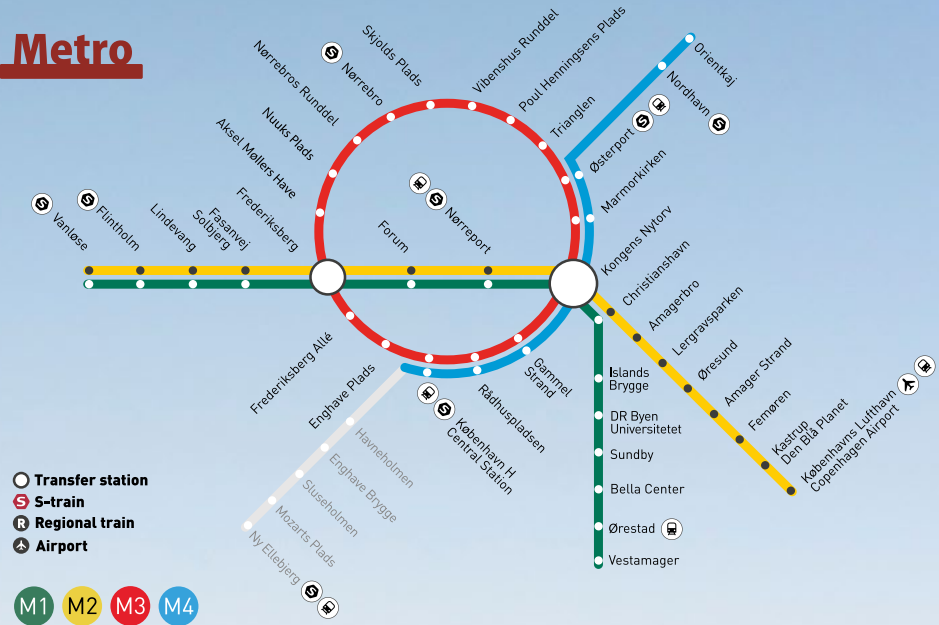 Metro
Skjolds Plads
Vibenshus Runddel
Poul Henningsens Plads
Nørrebro
Nørrebros Runddel
Trianglen
Orientkaj
Nordhavn
Østerport
Marmorkirken
Nuuks Plads
Aksel Møllers Have
Frederiksberg
Fasanvej
Solbjerg
Lindevang
Flintholm
Vanløse
Forum
Nørreport
Kongens Nytorv
Christianshavn
Amagerbro
Lergravsparken
Øresund
Amager Strand
Femøren
Kastrup
Den Blå Planet
Københavns Lufthavn
Copenhagen Airport
Islands
Brygge
DR Byen
Universitetet
Sundby
Bella Center
Ørestad
Vestamager
Gammel
Strand
Rådhuspladsen
København H
Central Station
Frederiksberg Allé
Enghave Plads
Havneholmen
Enghave Brygge
Sluseholmen
Mozarts Plads
Ny Ellebjerg
Transfer station
S S-train
R Regional train
Airport
M1 M2 M3 M4